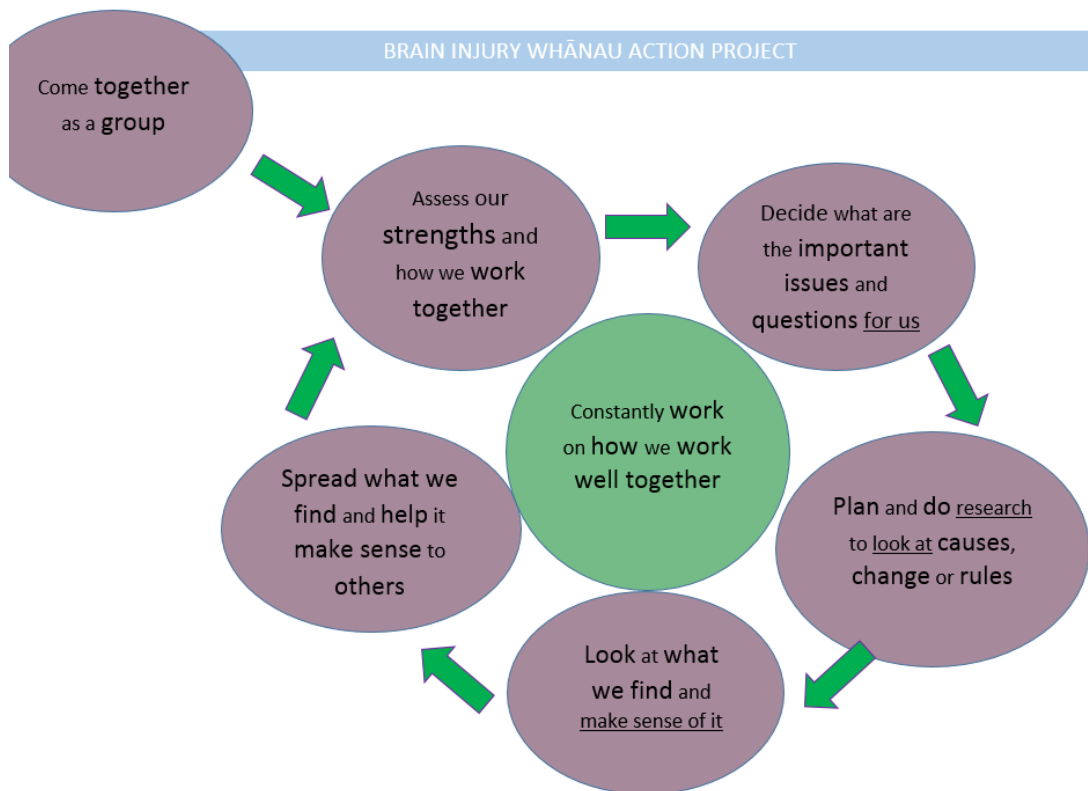 BRAIN INJURY WHĀNAU ACTION PROJECT
Come together
as a group
Assess our
strengths and
how we work
together
Decide what are
the important
issues and
questions for us
Plan and do research
to look at causes,
change or rules
Look at what
we find and
make sense of it
Spread what we
find and help it
make sense to
others
Constantly work
on how we work
well together